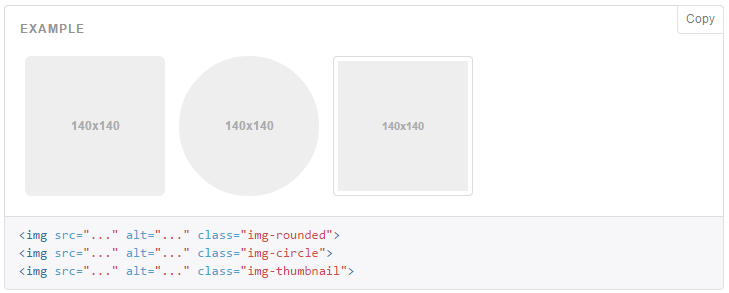 Copy
EXAMPLE
140x140 140x140 140x140
<img src="..." alt="..." class="img-rounded">
<img src="..." alt="..." class="img-circle">
<img src="..." alt="..." class="img-thumbnail">